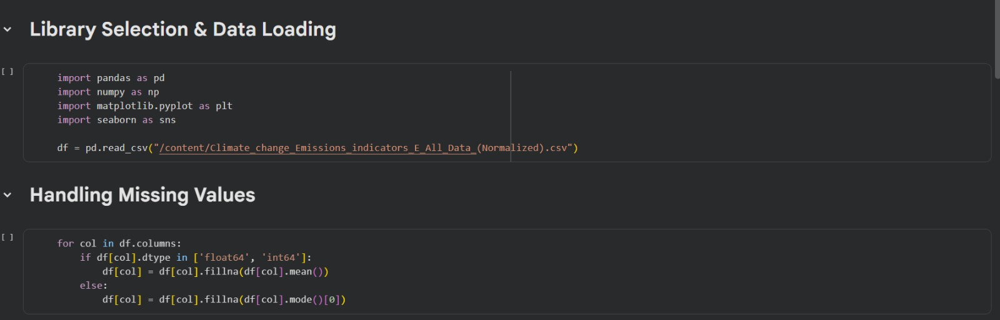 Library Selection & Data Loading
[ ]
import pandas as pd
import numpy as np
import matplotlib.pyplot as plt
import seaborn as sns
df = pd.read_csv("/content/Climate_change_Emissions_indicators_E_All_Data_(Normalized).csv")
Handling Missing Values
[ ]
for col in df.columns:
    if df[col].dtype in ['float64', 'int64']:
        df[col] = df[col].fillna(df[col].mean())
    else:
        df[col] = df[col].fillna(df[col].mode()[0])